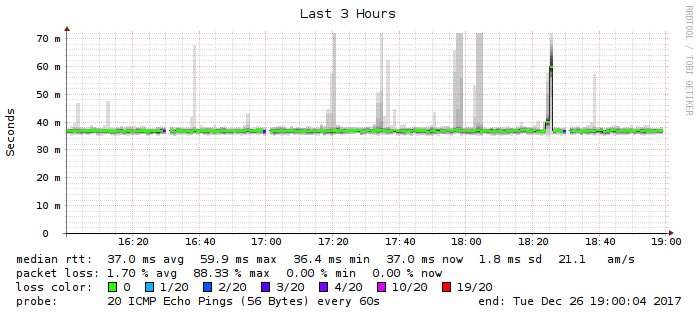 Last 3 Hours
RRDTOOL / TOBI OETIKER
Seconds
70 m
60 m
50 m
40 m
30 m
20 m
10 m
0
16:20 16:40 17:00 17:20 17:40 18:00 18:20 18:40 19:00
median rtt: 37.0 ms avg 59.9 ms max 36.4 ms min 37.0 ms now 1.8 ms sd 21.1 am/s
packet loss: 1.70 % avg 88.33 % max 0.00 % min 0.00 % now
loss color: 0 1/20 2/20 3/20 4/20 10/20 19/20
probe: 20 ICMP Echo Pings (56 Bytes) every 60s end: Tue Dec 26 19:00:04 2017